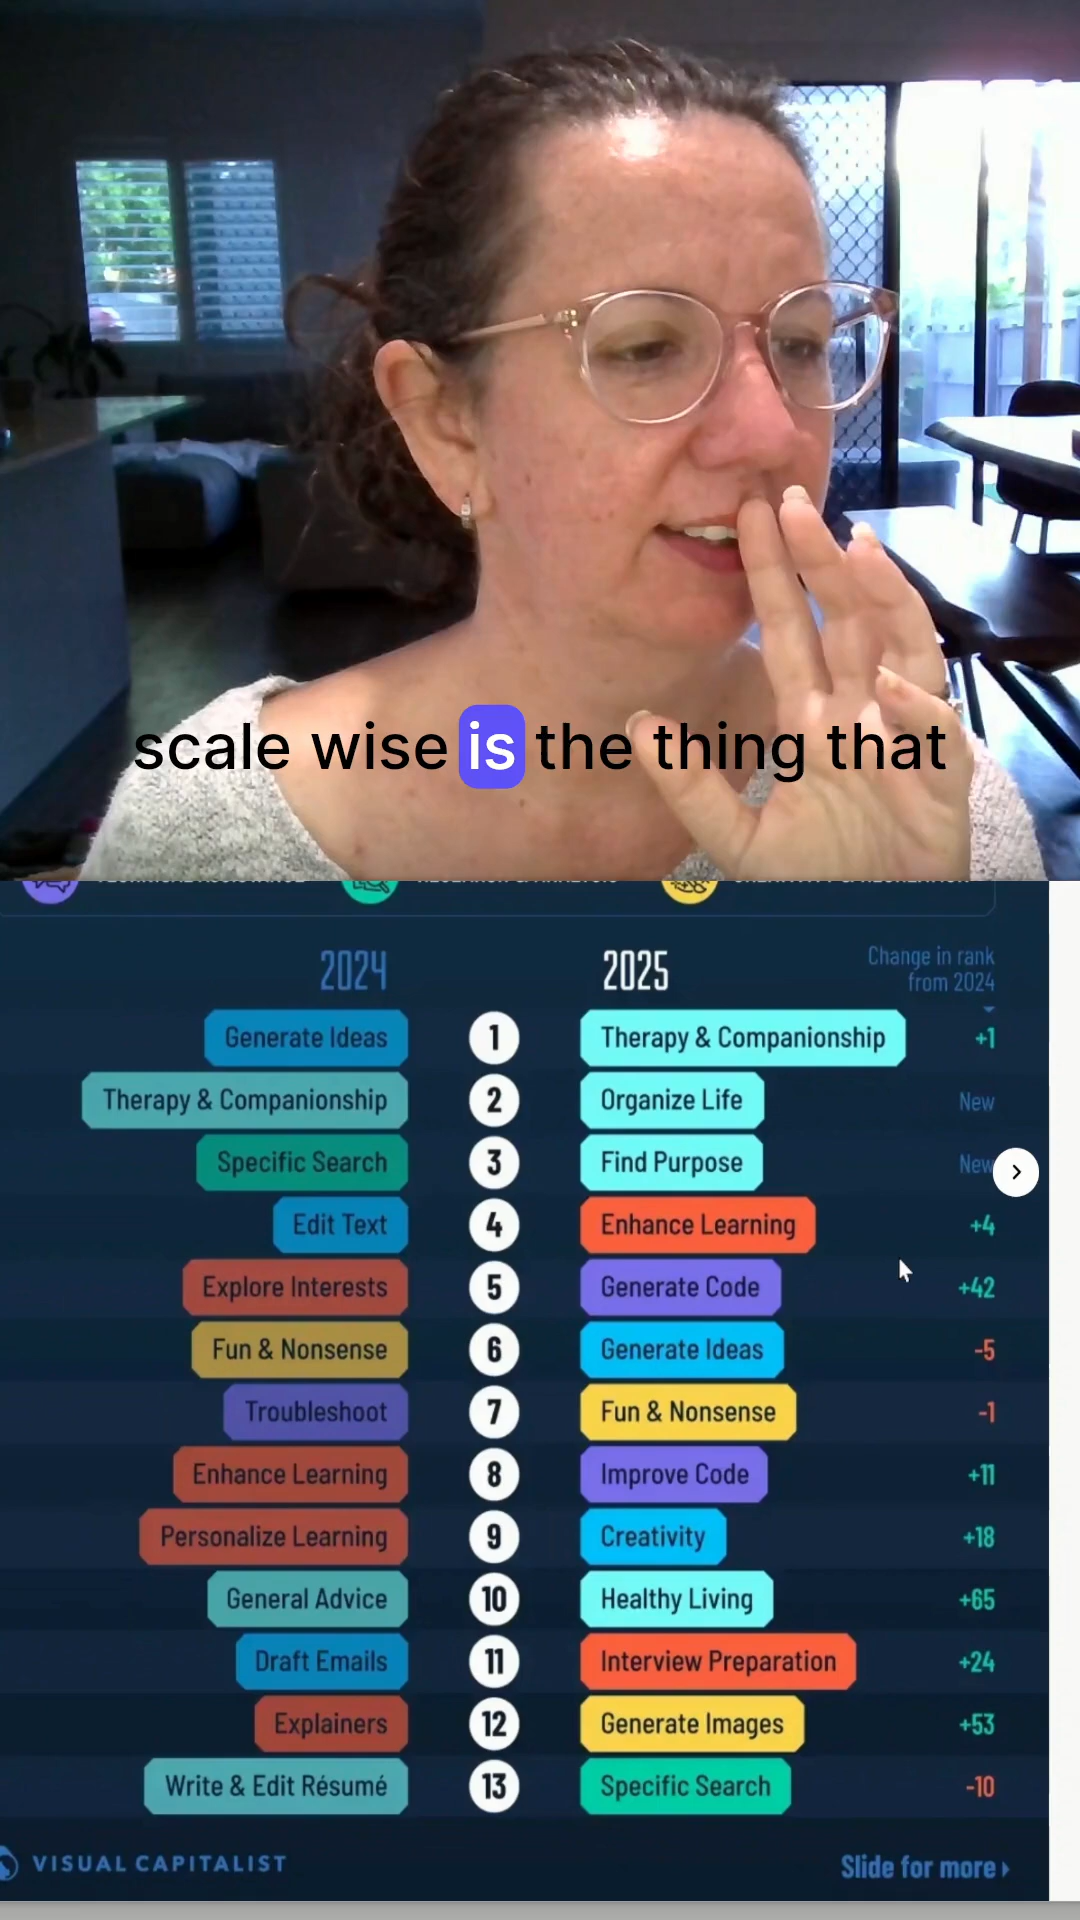 scale wise is the thing that
2024
2025
Change in rank
from 2024
Generate Ideas
1
Therapy & Companionship
+1
Therapy & Companionship
2
Organize Life
New
Specific Search
3
Find Purpose
New
Edit Text
4
Enhance Learning
+4
Explore Interests
5
Generate Code
+42
Fun & Nonsense
6
Generate Ideas
-5
Troubleshoot
7
Fun & Nonsense
-1
Enhance Learning
8
Improve Code
+11
Personalize Learning
9
Creativity
+18
General Advice
10
Healthy Living
+65
Draft Emails
11
Interview Preparation
+24
Explainers
12
Generate Images
+53
Write & Edit Résumé
13
Specific Search
-10
VISUAL CAPITALIST
Slide for more